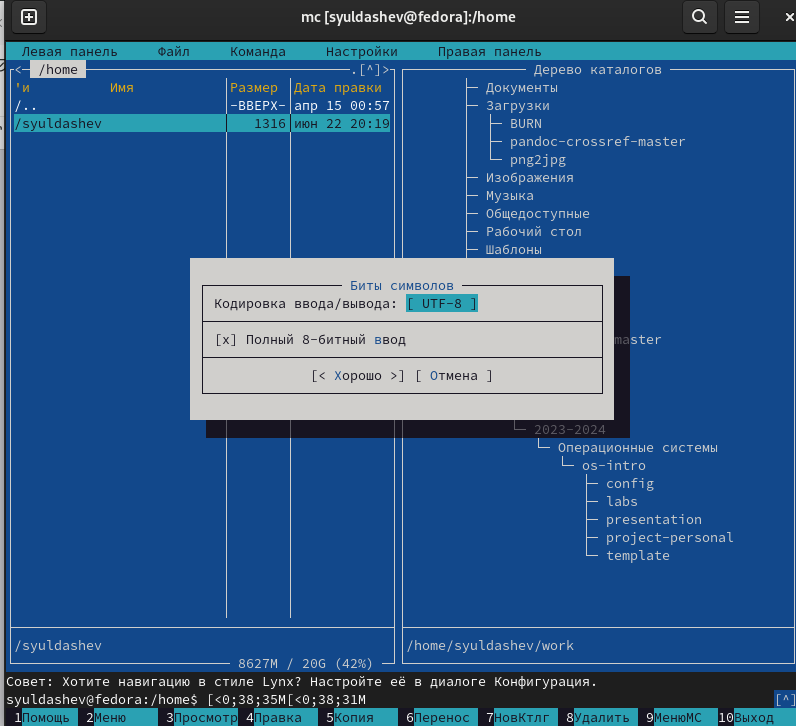 mc [syuldashev@fedora]:/home
Левая панель Файл Команда Настройки Правая панель
<─ /home .[^]>
'и Имя Размер Дата правки
/.. -ВВЕРХ- апр 15 00:57
/syuldashev 1316 июн 22 20:19
/syuldashev
8627M / 20G (42%)
Дерево каталогов
Документы
Загрузки
BURN
pandoc-crossref-master
png2jpg
Изображения
Музыка
Общедоступные
Рабочий стол
Шаблоны
master
2023-2024
Операционные системы
os-intro
config
labs
presentation
project-personal
template
/home/syuldashev/work
Биты символов
Кодировка ввода/вывода: [ UTF-8 ]
[x] Полный 8-битный ввод
[< Хорошо >] [ Отмена ]
Совет: Хотите навигацию в стиле Lynx? Настройте её в диалоге Конфигурация.
syuldashev@fedora:/home$ [<0;38;35M[<0;38;31M [^]
1Помощь 2Меню 3Просмотр 4Правка 5Копия 6Перенос 7НовКтлг 8Удалить 9МенюМС 10Выход